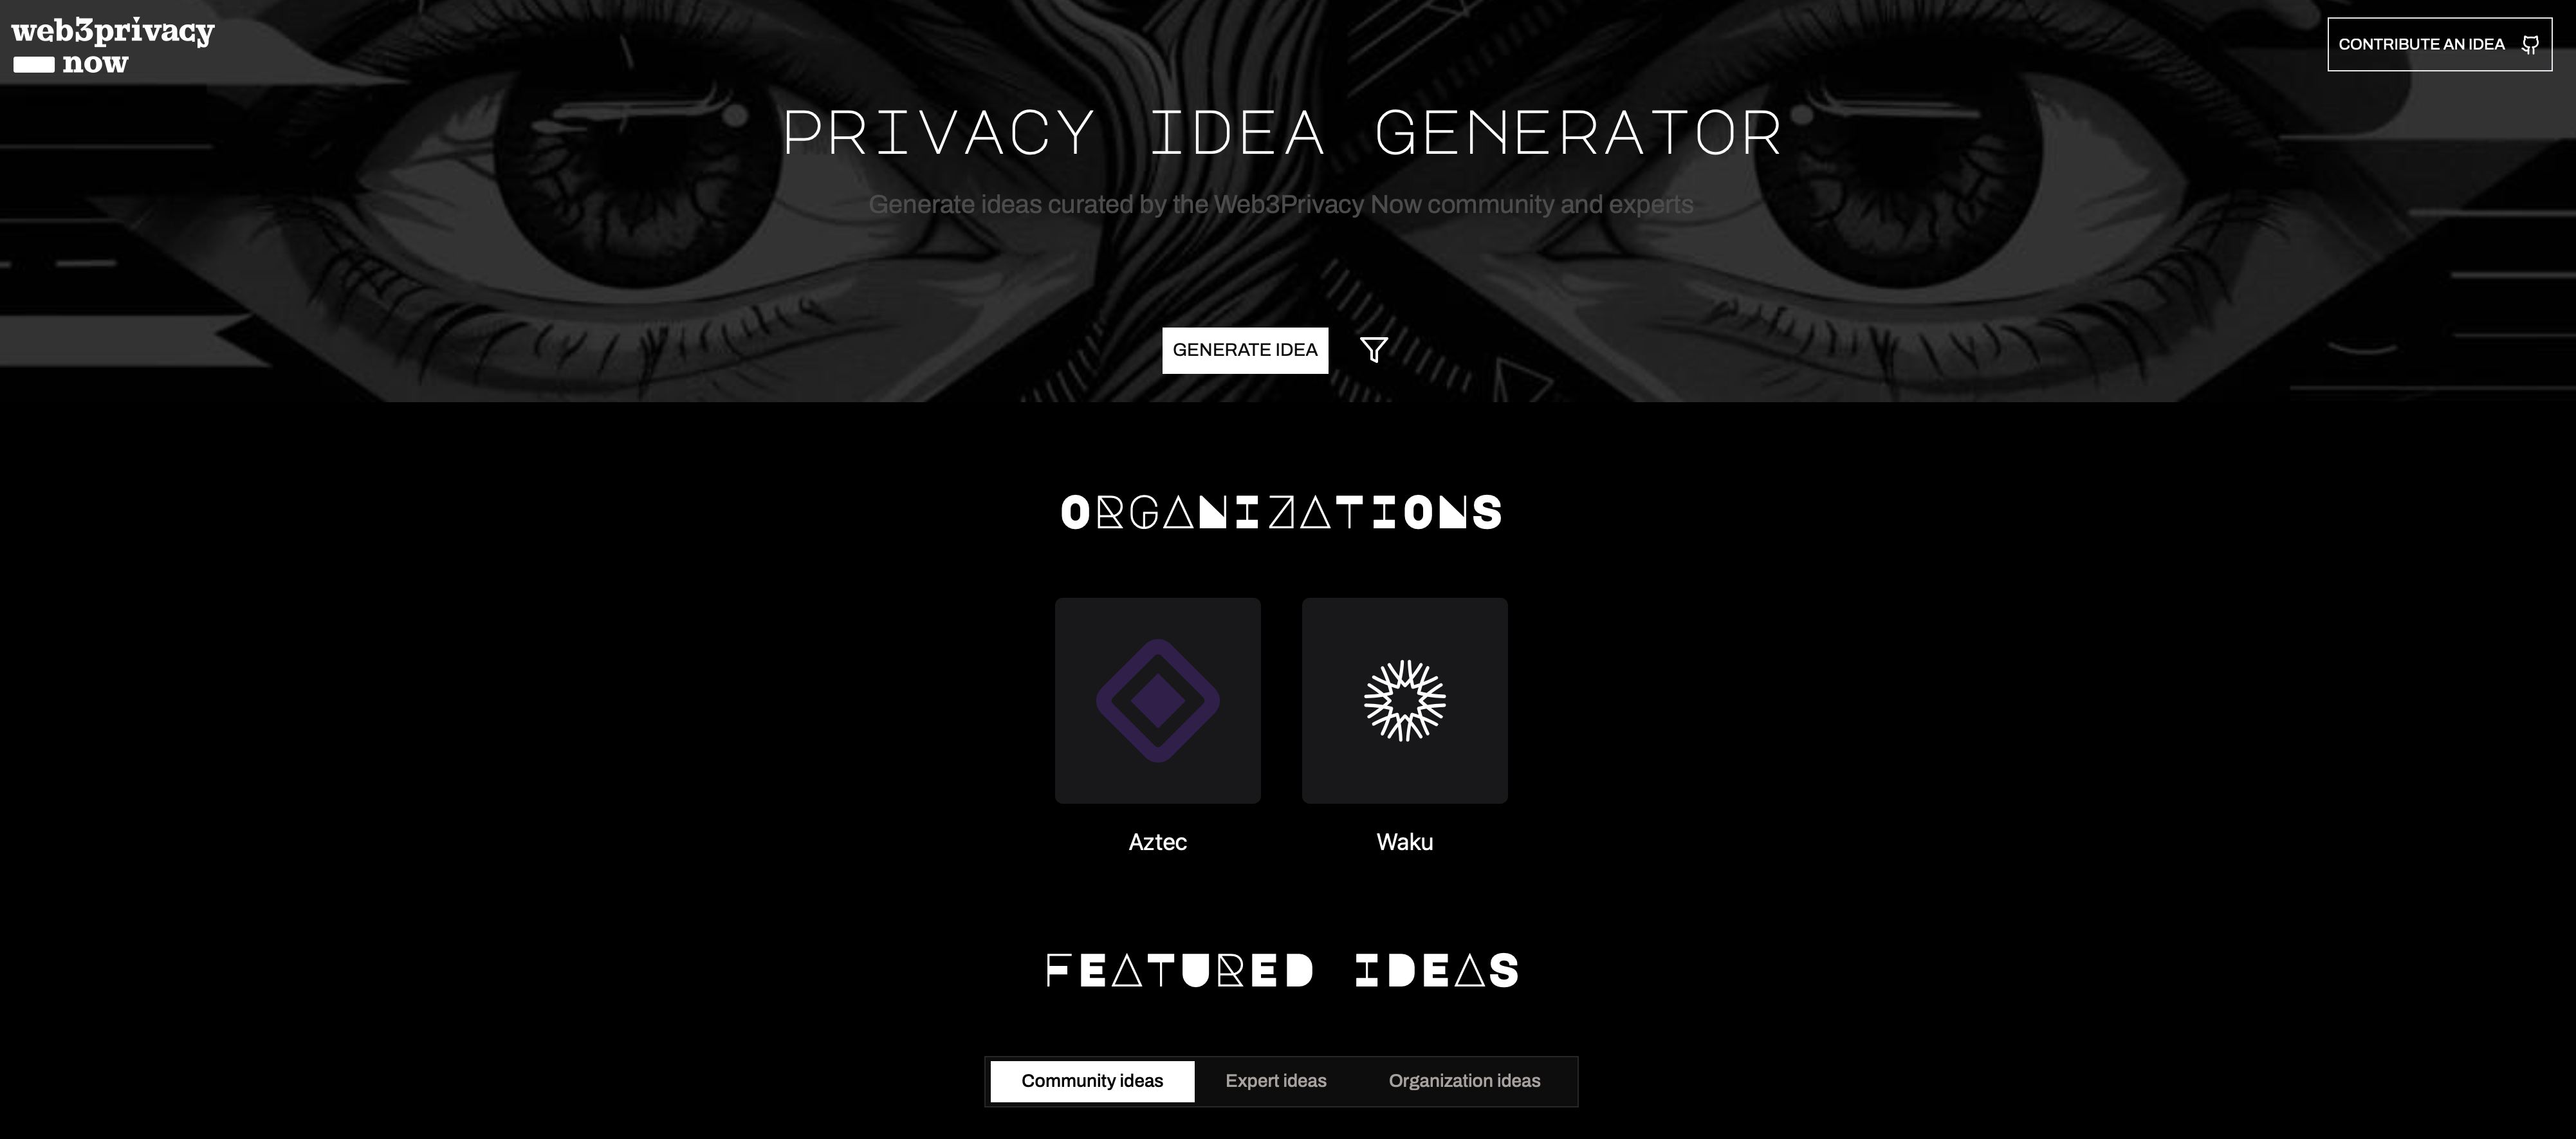 web3privacy
now
CONTRIBUTE AN IDEA
PRIVACY IDEA GENERATOR
Generate ideas curated by the Web3Privacy Now community and experts
GENERATE IDEA
ORGANIZATIONS
Aztec
Waku
FEATURED IDEAS
Community ideas
Expert ideas
Organization ideas